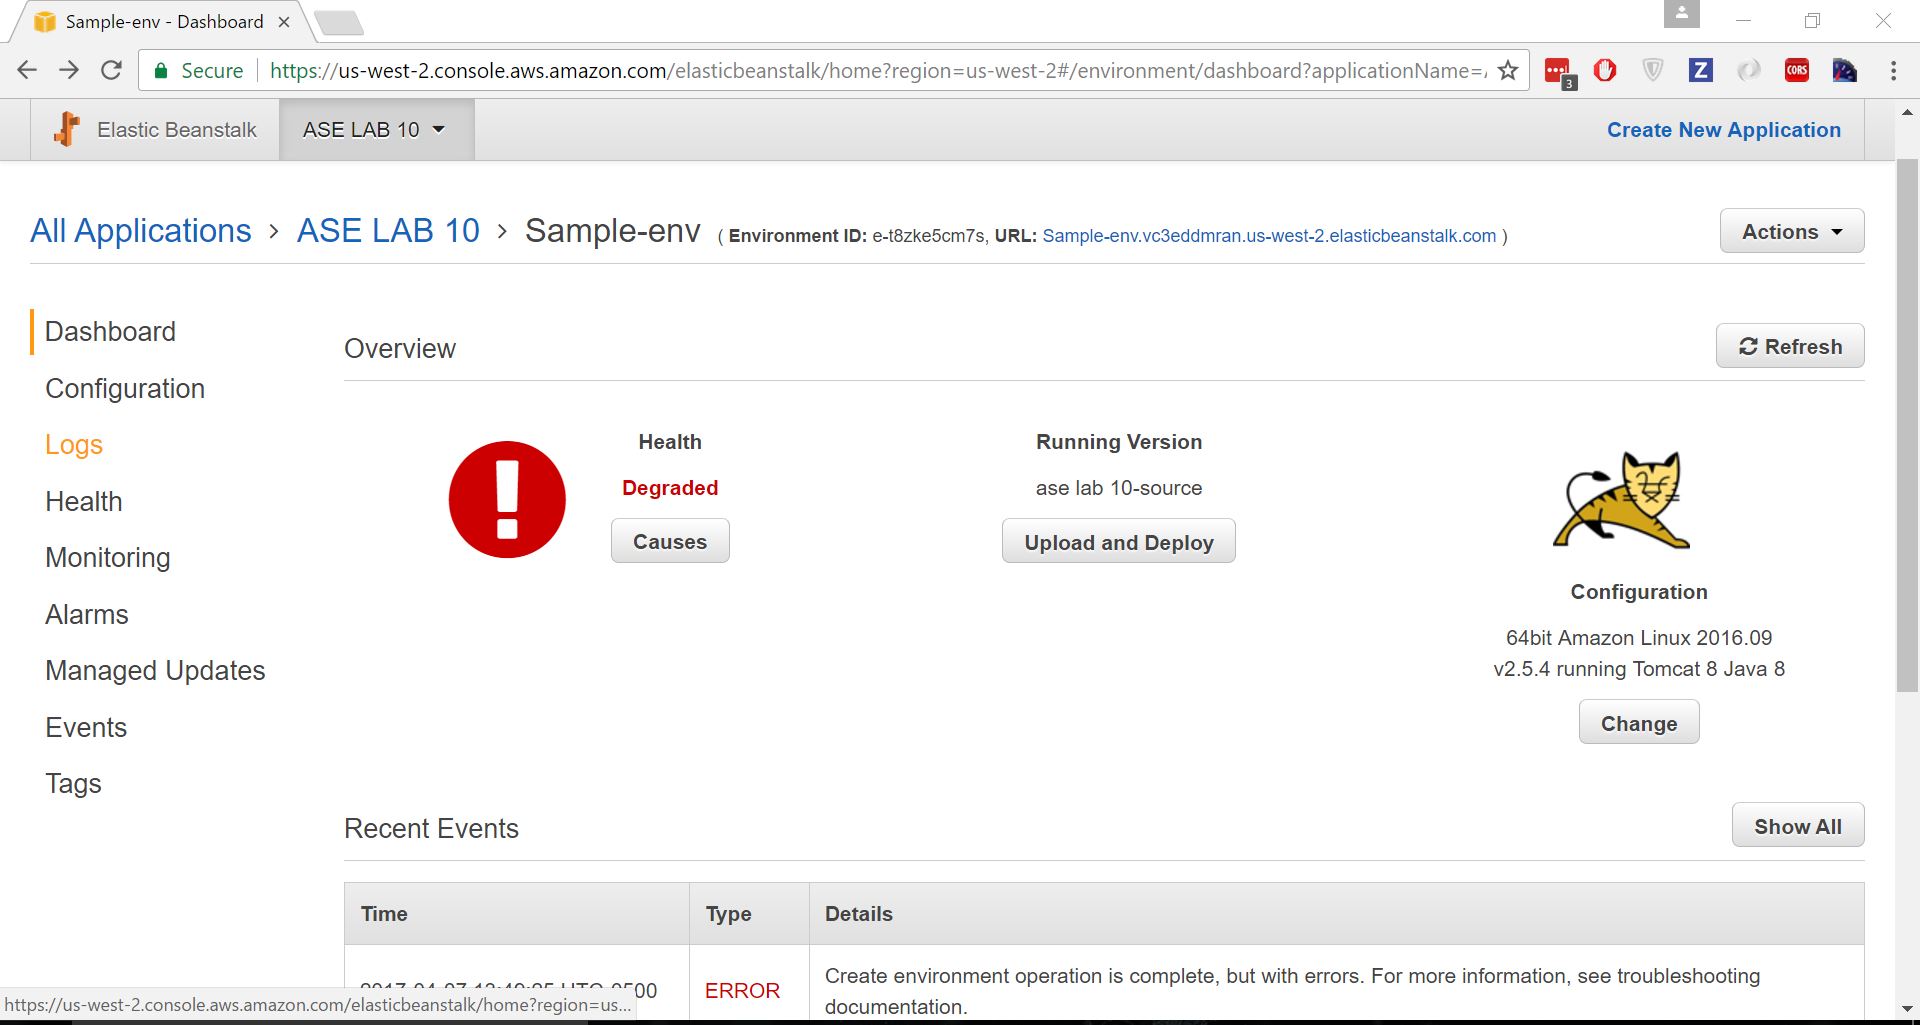 Sample-env - Dashboard
Secure https://us-west-2.console.aws.amazon.com/elasticbeanstalk/home?region=us-west-2#/environment/dashboard?applicationName=
3 Z CORS
Elastic Beanstalk ASE LAB 10 Create New Application
All Applications > ASE LAB 10 > Sample-env ( Environment ID: e-t8zke5cm7s, URL: Sample-env.vc3eddmran.us-west-2.elasticbeanstalk.com )
Actions
Dashboard
Configuration
Logs
Health
Monitoring
Alarms
Managed Updates
Events
Tags
Overview
Refresh
Health
Degraded
Causes
Running Version
ase lab 10-source
Upload and Deploy
Configuration
64bit Amazon Linux 2016.09
v2.5.4 running Tomcat 8 Java 8
Change
Recent Events
Show All
Time Type Details
ERROR
Create environment operation is complete, but with errors. For more information, see troubleshooting
documentation.
https://us-west-2.console.aws.amazon.com/elasticbeanstalk/home?region=us...